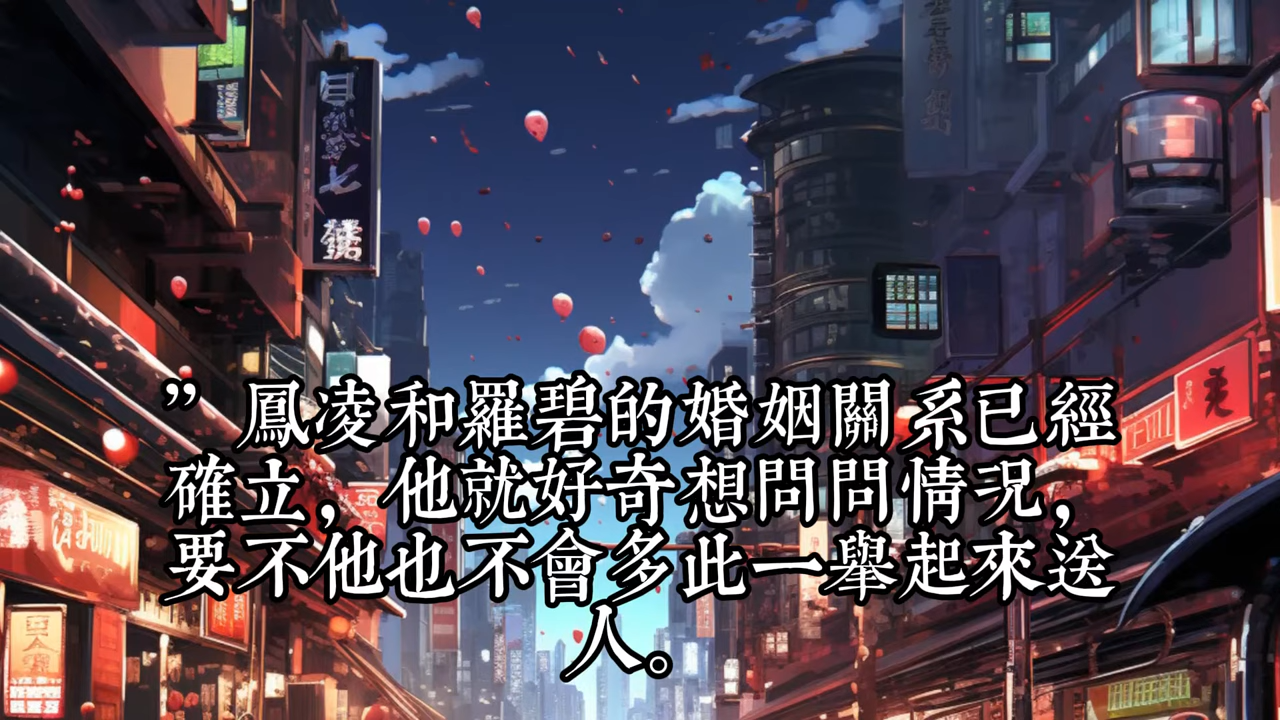 ”鳳凌和羅碧的婚姻關系已經
確立，他就好奇想問問情況，
要不他也不會多此一舉起來送
人。